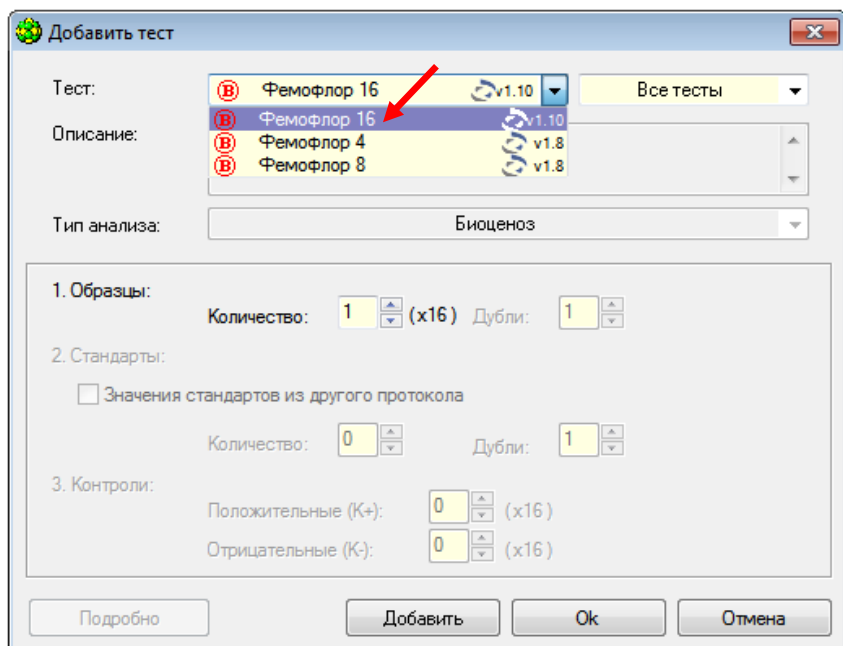 Добавить тест
Тест: В Фемофлор 16 v1.10 Все тесты
В Фемофлор 16 v1.10
В Фемофлор 4 v1.8
В Фемофлор 8 v1.8
Описание:
Тип анализа: Биоценоз
1. Образцы:
Количество: 1 (x16) Дубли: 1
2. Стандарты:
Значения стандартов из другого протокола
Количество: 0 Дубли: 1
3. Контроли:
Положительные (К+): 0 (x16)
Отрицательные (К-): 0 (x16)
Подробно Добавить Ok Отмена